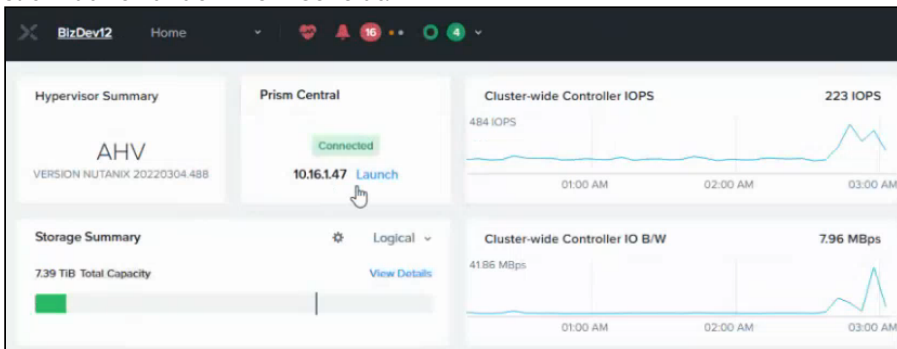 BizDev12 Home 16 4
Hypervisor Summary
AHV
VERSION NUTANIX 20220304.488
Prism Central
Connected
10.16.1.47 Launch
Cluster-wide Controller IOPS 223 IOPS
484 IOPS
01:00 AM 02:00 AM 03:00 AM
Storage Summary Logical
7.39 TiB Total Capacity View Details
Cluster-wide Controller IO B/W 7.96 MBps
41.86 MBps
01:00 AM 02:00 AM 03:00 AM